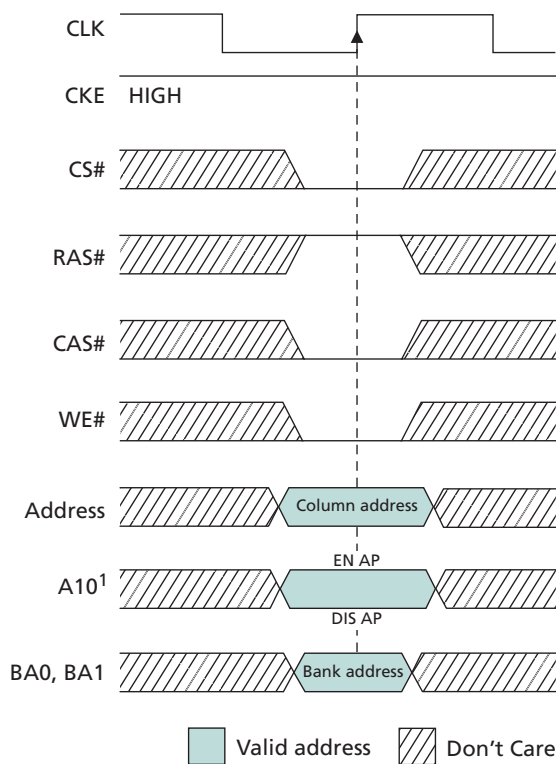 CLK
CKE HIGH
CS#
RAS#
CAS#
WE#
Address Column address
EN AP
A10¹
DIS AP
BA0, BA1 Bank address
Valid address Don't Care